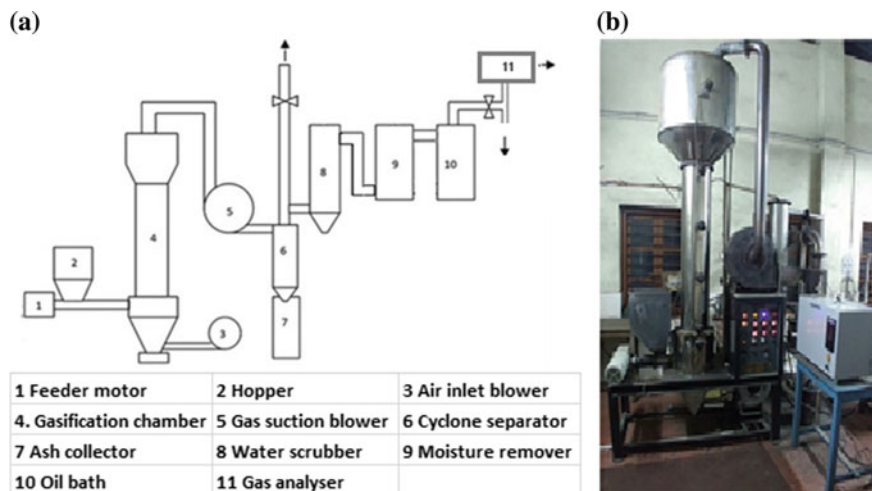 (a)
(b)
11
8
9
10
5
4
6
2
1
3
7
1 Feeder motor 2 Hopper 3 Air inlet blower
4. Gasification chamber 5 Gas suction blower 6 Cyclone separator
7 Ash collector 8 Water scrubber 9 Moisture remover
10 Oil bath 11 Gas analyser